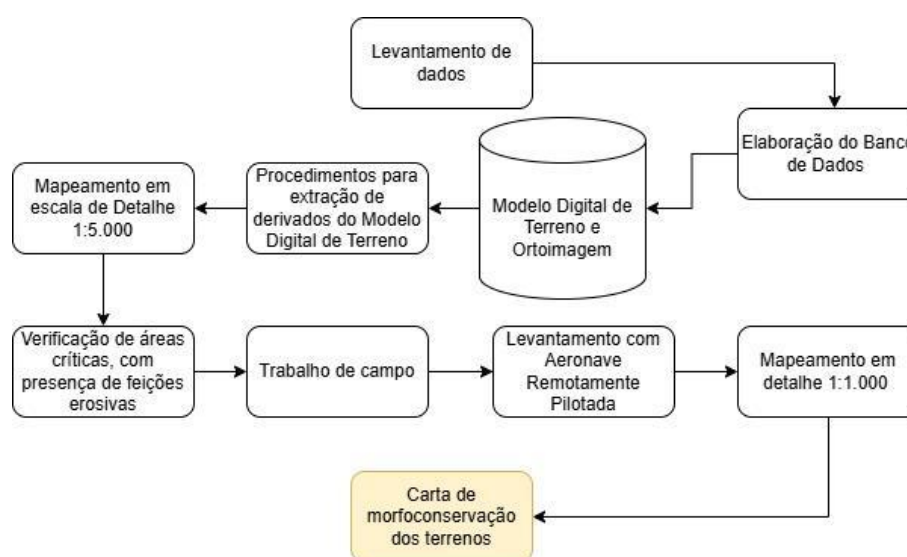 Levantamento de
dados
Elaboração do Banco
de Dados
Modelo Digital de
Terreno e
Ortoimagem
Procedimentos para
extração de
derivados do Modelo
Digital de Terreno
Mapeamento em
escala de Detalhe
1:5.000
Verificação de áreas
críticas, com
presença de feições
erosivas
Trabalho de campo
Levantamento com
Aeronave
Remotamente
Pilotada
Mapeamento em
detalhe 1:1.000
Carta de
morfoconservação
dos terrenos